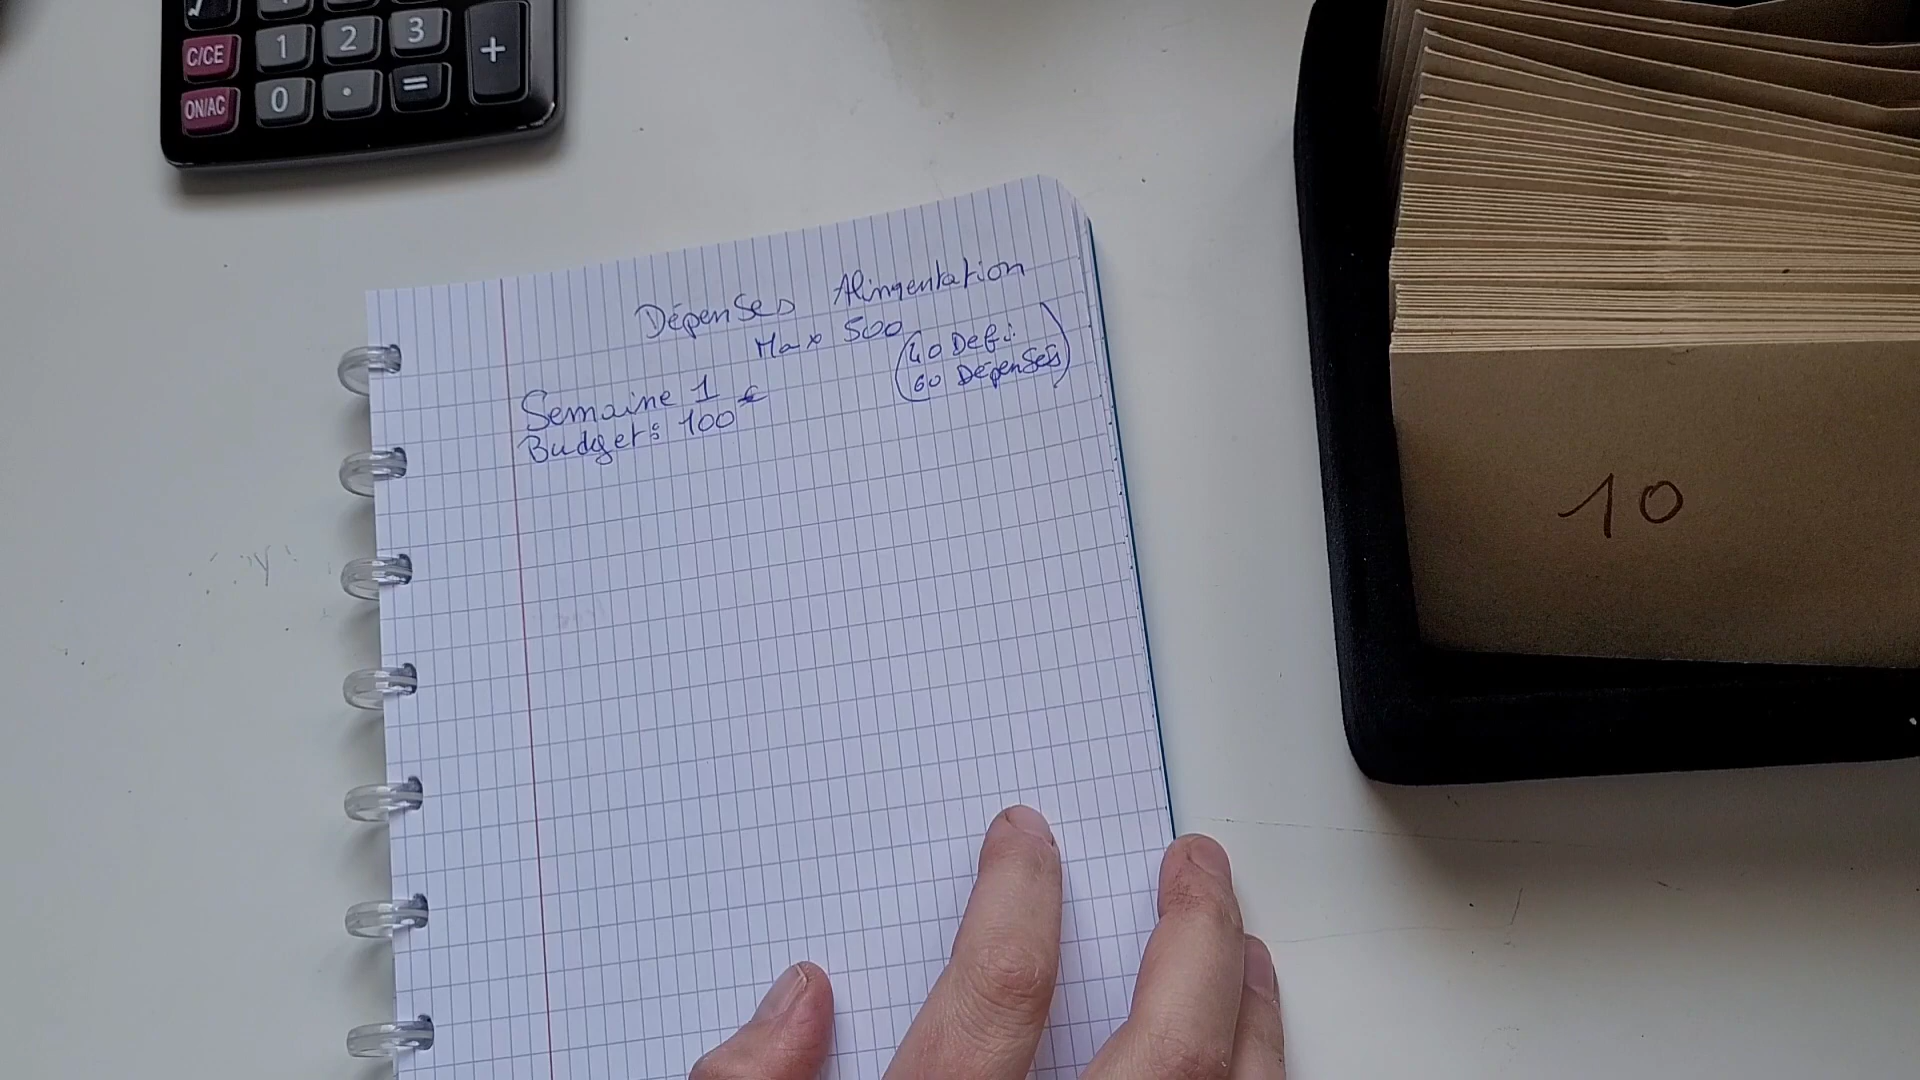 C/CE 1 2 3 +
ON/AC 0 . =
Dépenses Alimentation
Max 500
(40 Defi
60 Dépenses)
Semaine 1
Budget: 100 €
10